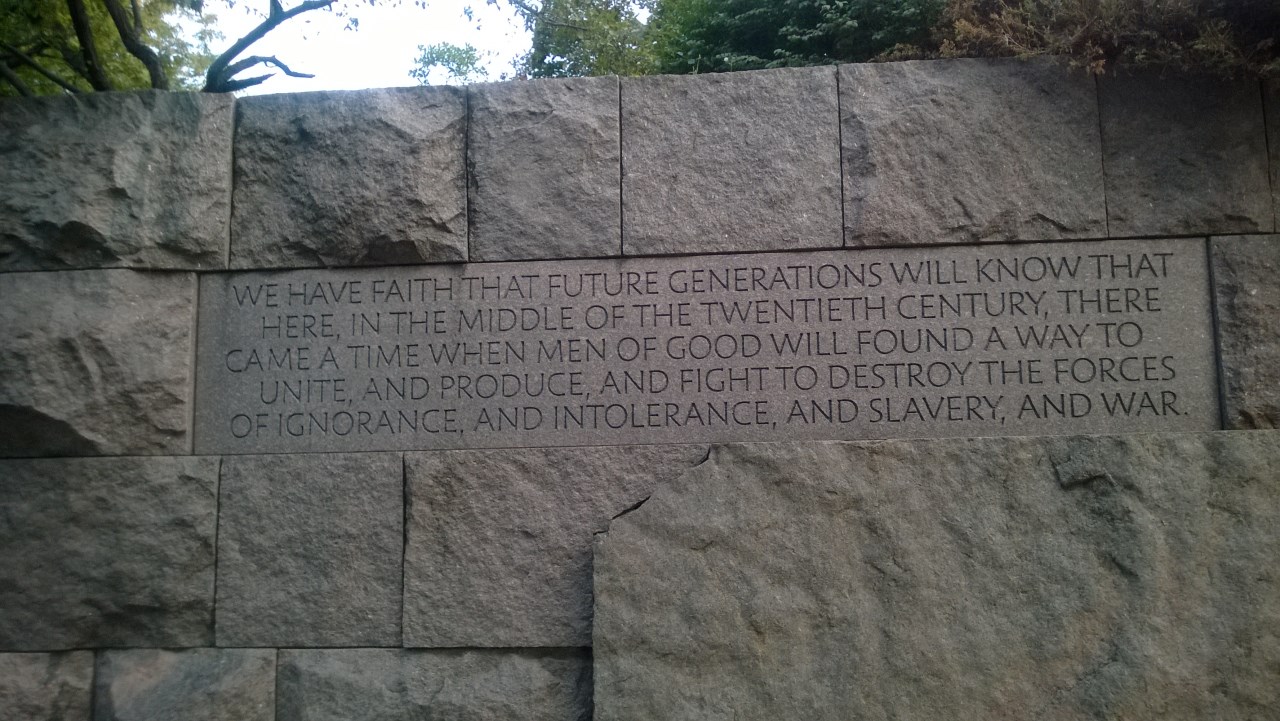 WE HAVE FAITH THAT FUTURE GENERATIONS WILL KNOW THAT
HERE, IN THE MIDDLE OF THE TWENTIETH CENTURY, THERE
CAME A TIME WHEN MEN OF GOOD WILL FOUND A WAY TO
UNITE, AND PRODUCE, AND FIGHT TO DESTROY THE FORCES
OF IGNORANCE, AND INTOLERANCE, AND SLAVERY, AND WAR.